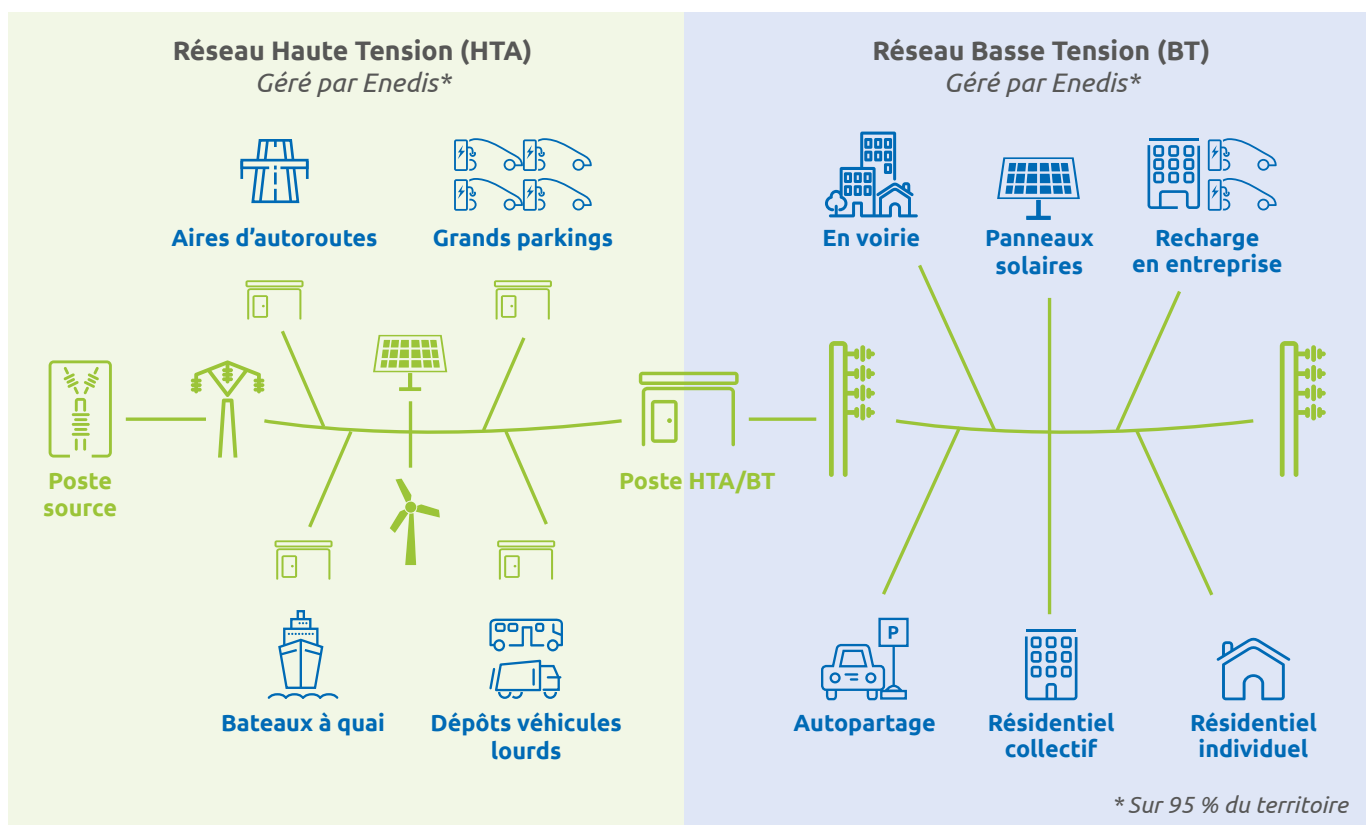 Réseau Haute Tension (HTA)
Géré par Enedis*
Aires d'autoroutes
Grands parkings
Poste
source
Bateaux à quai
Dépôts véhicules
lourds
Poste HTA/BT
Réseau Basse Tension (BT)
Géré par Enedis*
En voirie
Panneaux
solaires
Recharge
en entreprise
P
Autopartage
Résidentiel
collectif
Résidentiel
individuel
* Sur 95 % du territoire